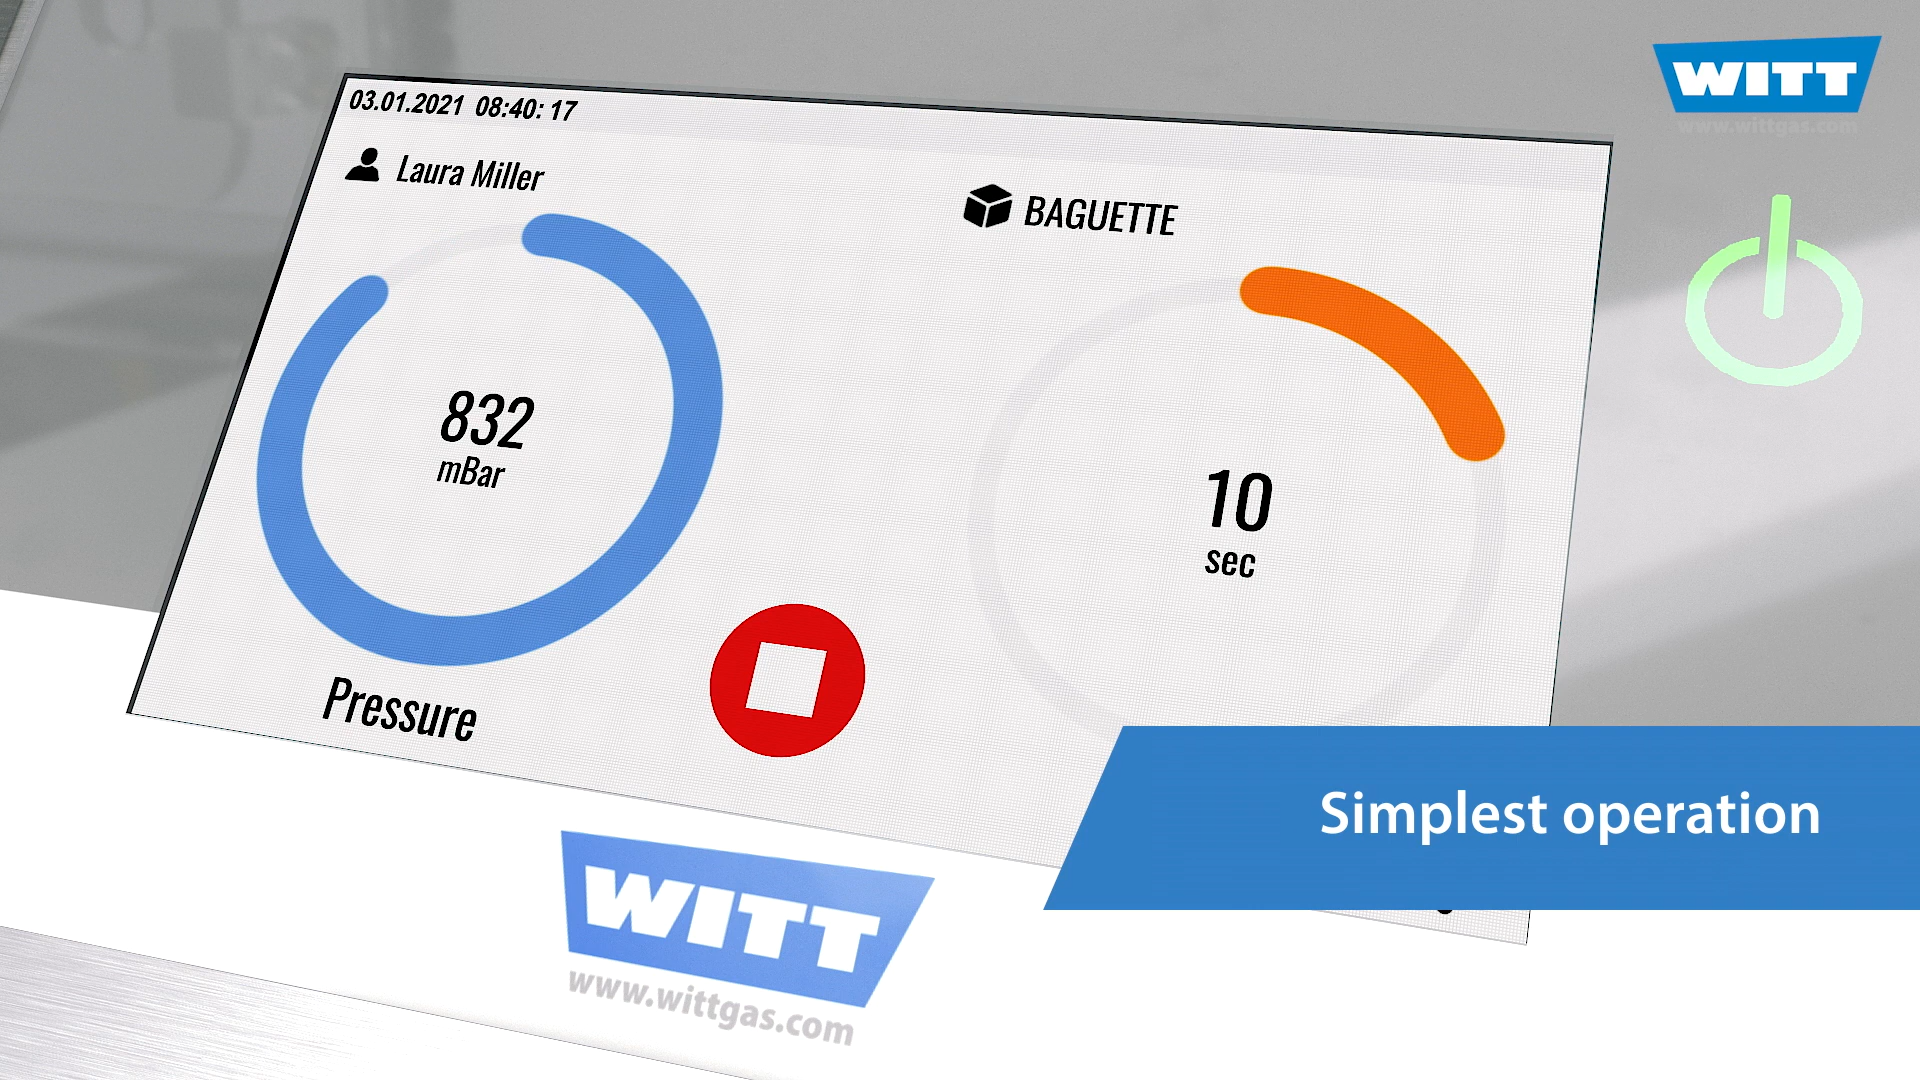 WITT
www.wittgas.com
03.01.2021 08:40: 17
Laura Miller
BAGUETTE
832
mBar
10
sec
Pressure
Simplest operation
WITT
www.wittgas.com